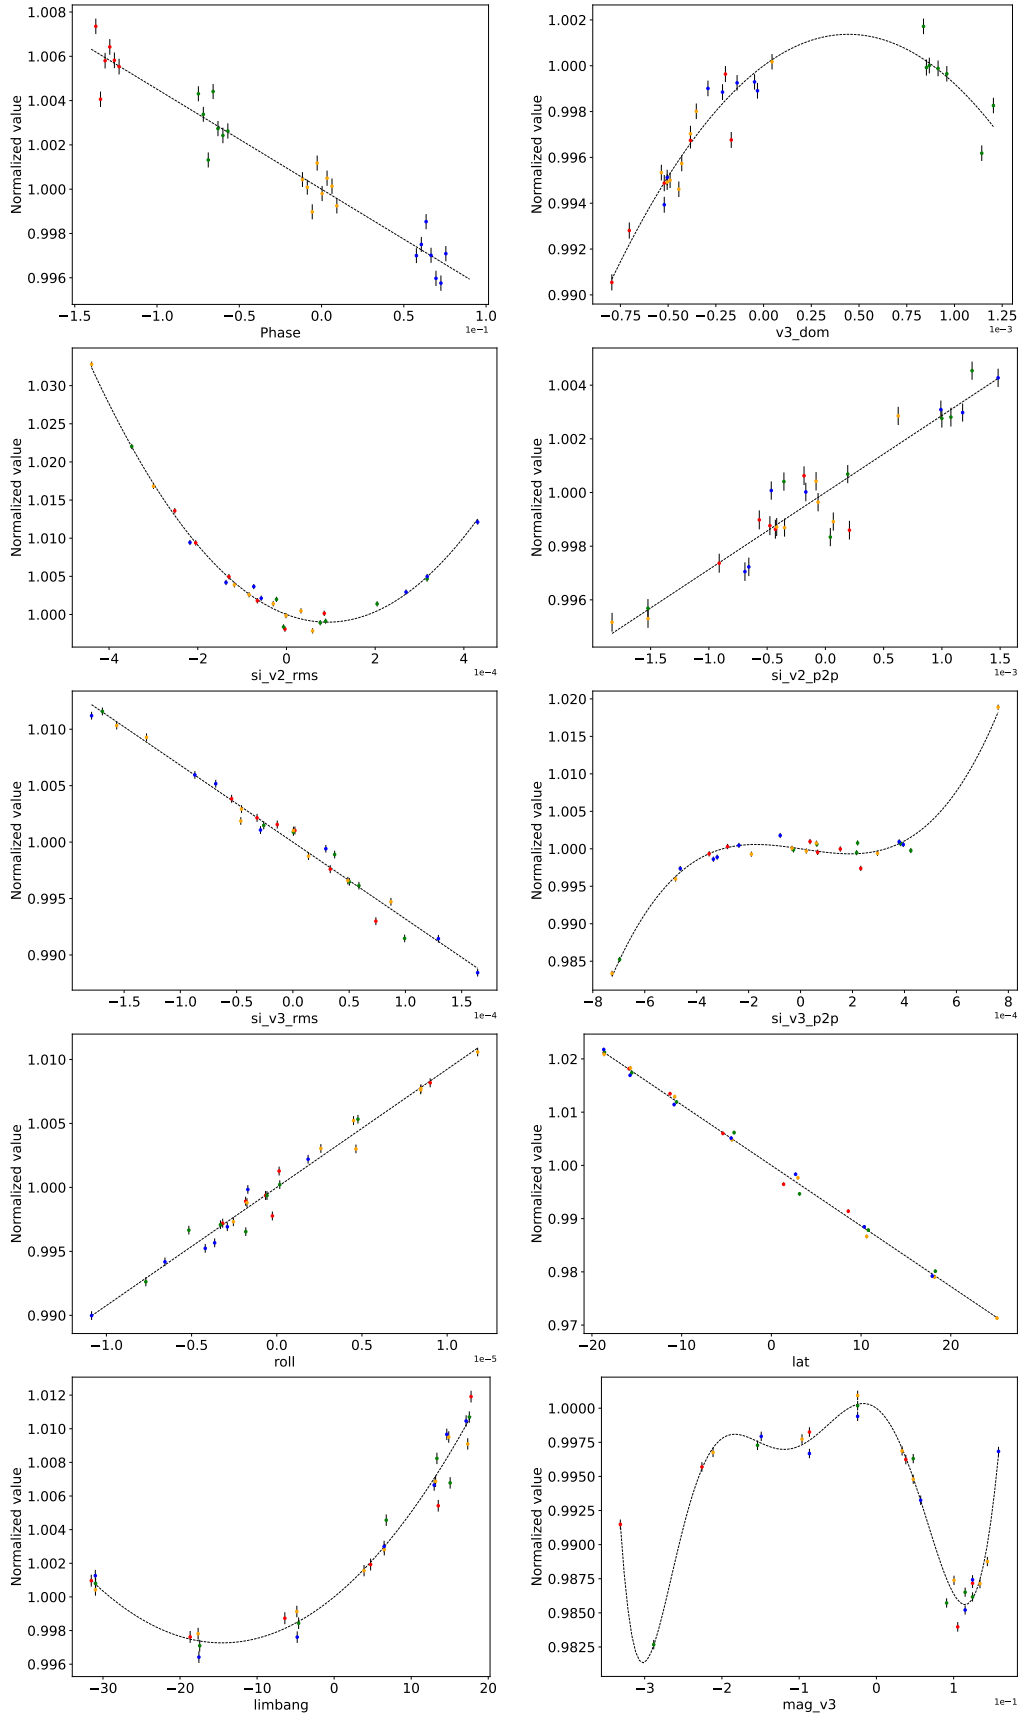 1.008
1.006
1.004
1.002
1.000
0.998
0.996
Normalized value
−1.5 −1.0 −0.5 0.0 0.5 1.0
Phase
1e−1
1.002
1.000
0.998
0.996
0.994
0.992
0.990
Normalized value
−0.75 −0.50 −0.25 0.00 0.25 0.50 0.75 1.00 1.25
v3_dom
1e−3
1.030
1.025
1.020
1.015
1.010
1.005
1.000
Normalized value
−4 −2 0 2 4
si_v2_rms
1e−4
1.004
1.002
1.000
0.998
0.996
Normalized value
−1.5 −1.0 −0.5 0.0 0.5 1.0 1.5
si_v2_p2p
1e−3
1.010
1.005
1.000
0.995
0.990
Normalized value
−1.5 −1.0 −0.5 0.0 0.5 1.0 1.5
si_v3_rms
1e−4
1.020
1.015
1.010
1.005
1.000
0.995
0.990
0.985
Normalized value
−8 −6 −4 −2 0 2 4 6 8
si_v3_p2p
1e−4
1.010
1.005
1.000
0.995
0.990
Normalized value
−1.0 −0.5 0.0 0.5 1.0
roll
1e−5
1.02
1.01
1.00
0.99
0.98
0.97
Normalized value
−20 −10 0 10 20
lat
1.012
1.010
1.008
1.006
1.004
1.002
1.000
0.998
0.996
Normalized value
−30 −20 −10 0 10 20
limbang
1.0000
0.9975
0.9950
0.9925
0.9900
0.9875
0.9850
0.9825
Normalized value
−3 −2 −1 0 1
mag_v3
1e−1